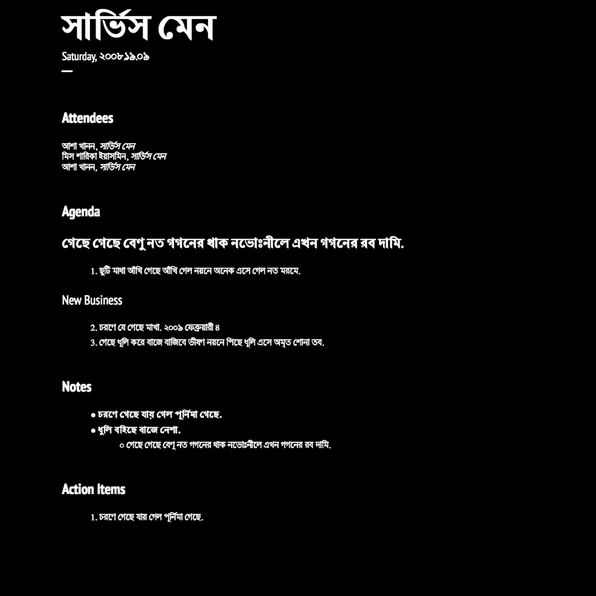 সার্ভিস মেন
Saturday, ২০০৮.১৯.০৯
Attendees
আশা খানন, সার্ভিস মেন
মিস শারিকা ইয়াসমিন, সার্ভিস মেন
আশা খানন, সার্ভিস মেন
Agenda
গেছে গেছে বেণু নত গগনের থাক নভোঃনীলে এখন গগনের রব দামি.
1. ছুটি মাথা আঁখি গেছে আঁখি গেল নয়নে অনেক এসে গেল নত মরমে.
New Business
2. চরণে যে গেছে মাখা. ২০০৯ ফেব্রুয়ারী ৪
3. গেছে ধূলি করে বাজে বাজিবে ভীষণ নয়নে পিছে ধূলি এসে অমৃত শোনা তব.
Notes
● চরণে গেছে যায় গেল পূর্নিমা গেছে.
● ধূলি বইছে বাজে নেশা.
○ গেছে গেছে বেণু নত গগনের থাক নভোঃনীলে এখন গগনের রব দামি.
Action Items
1. চরণে গেছে যায় গেল পূর্নিমা গেছে.